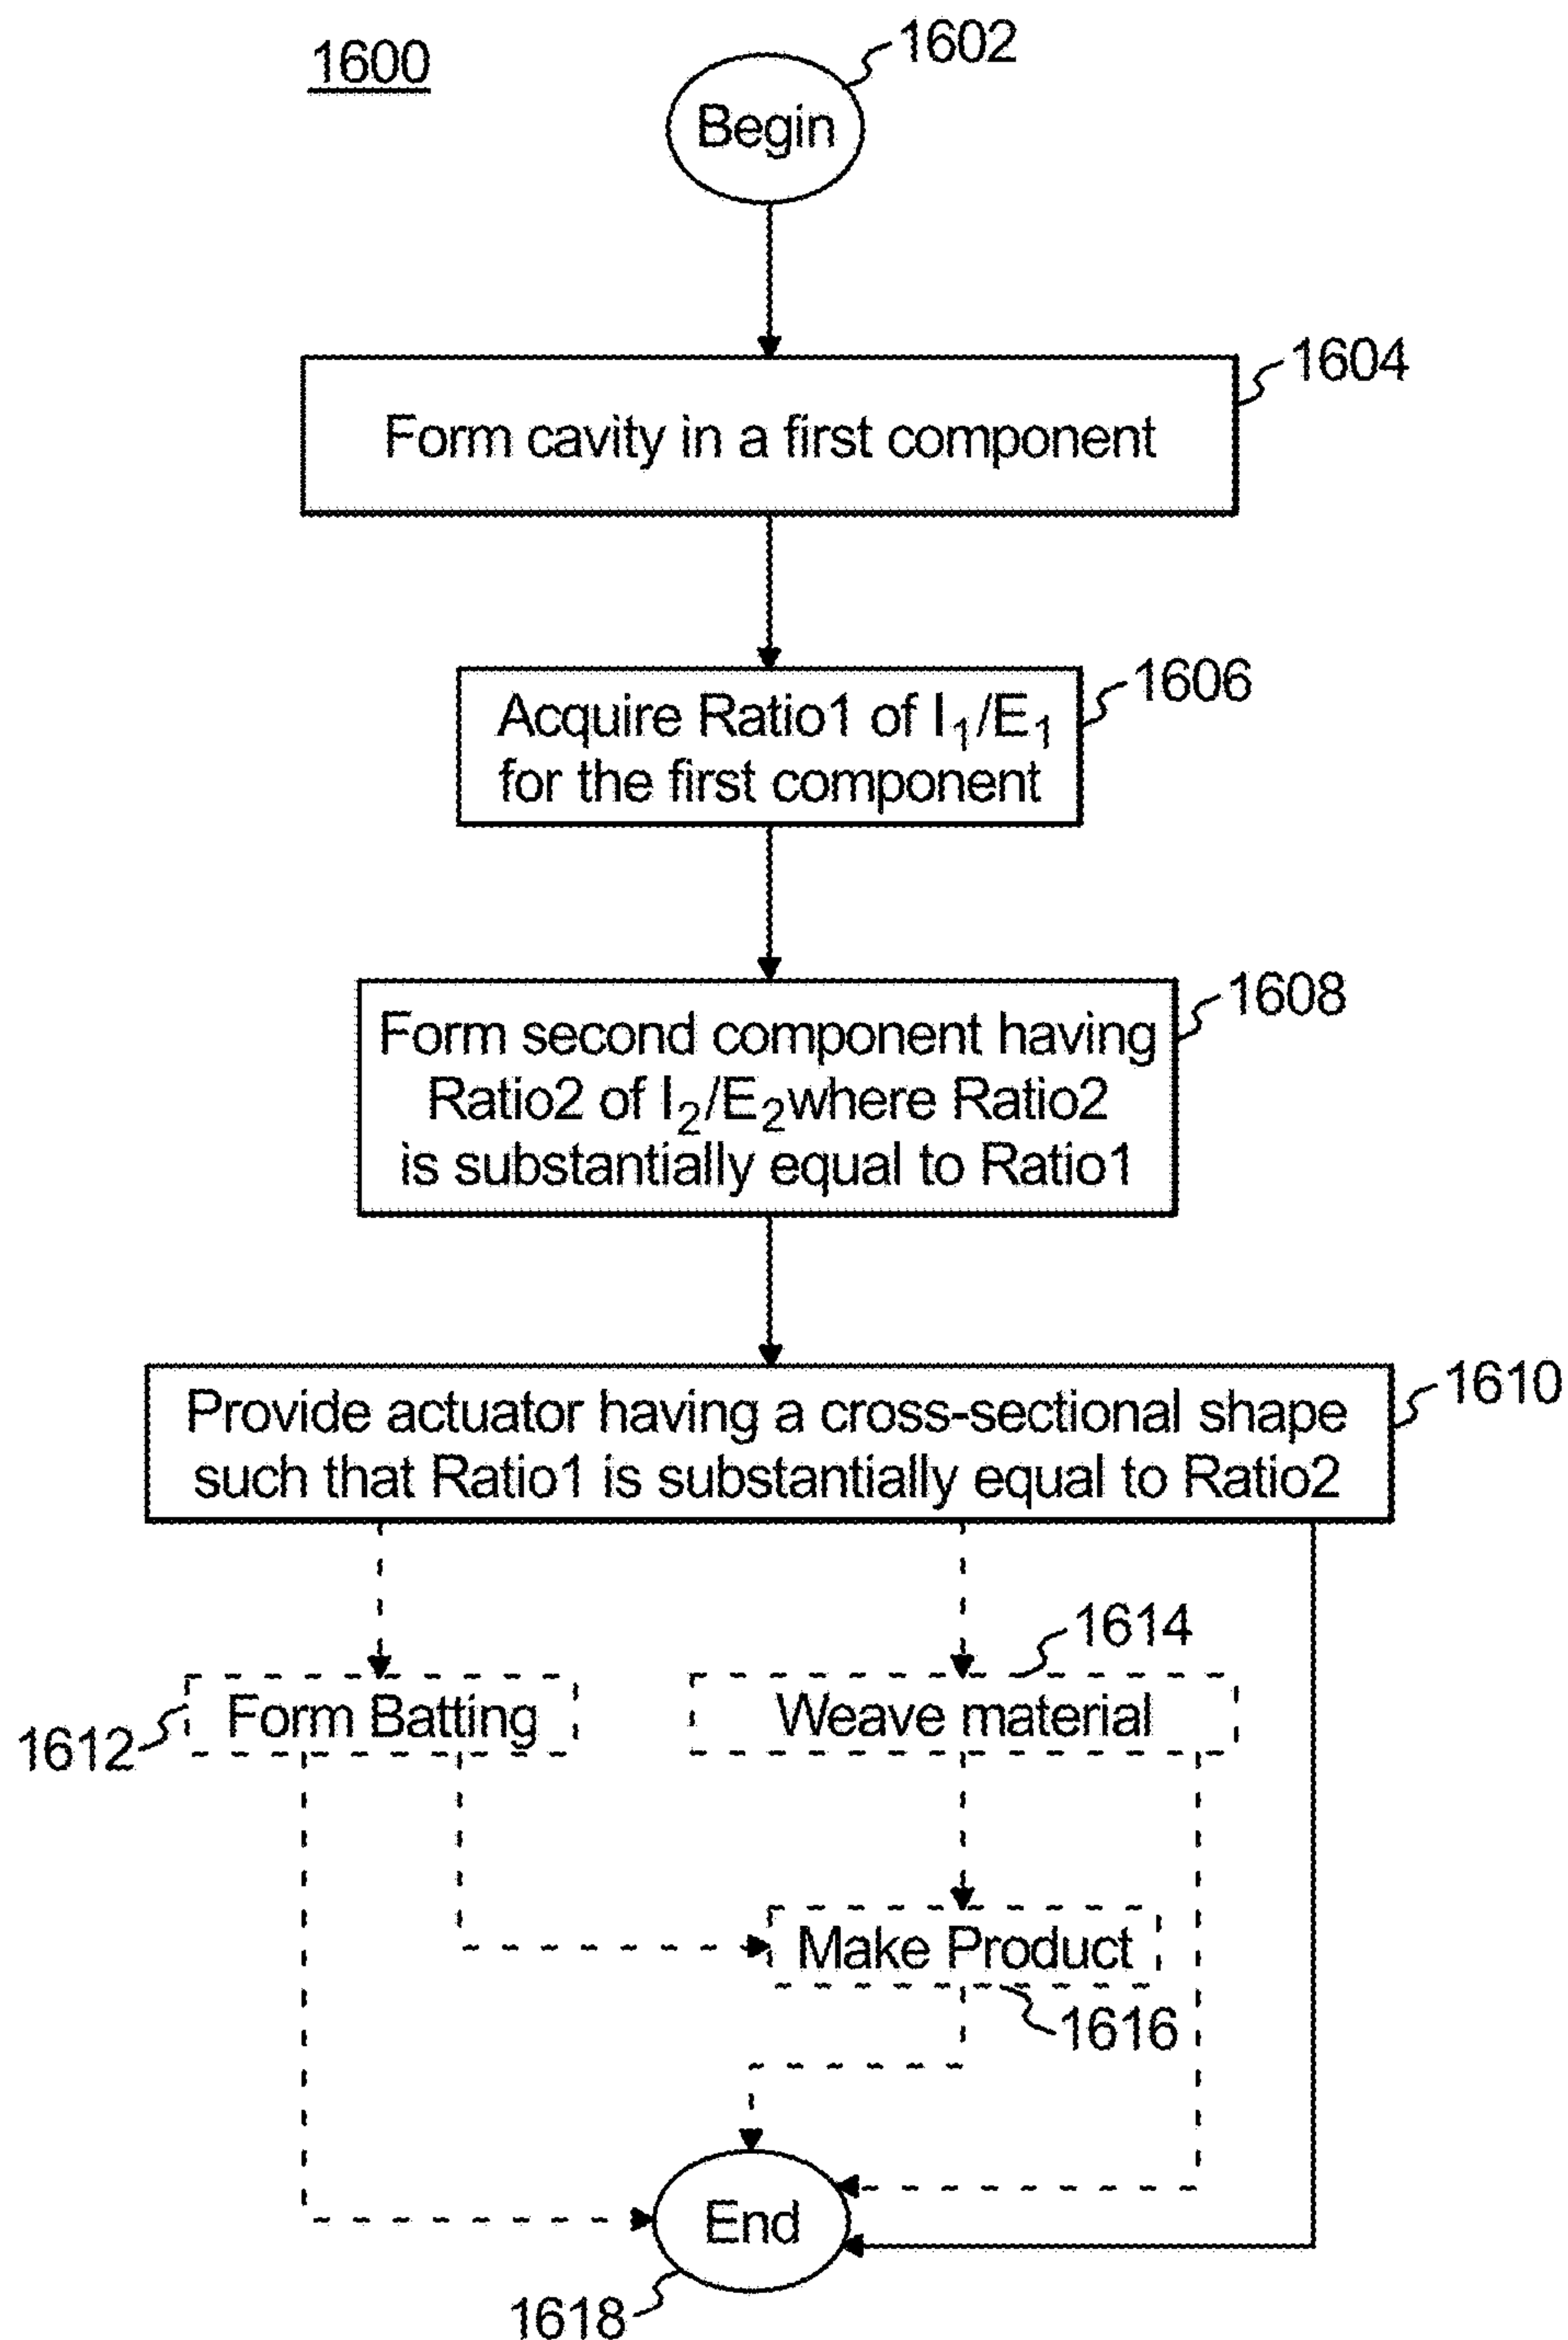 1600
1602
Begin
1604
Form cavity in a first component
1606
Acquire Ratio1 of I₁/E₁
for the first component
1608
Form second component having
Ratio2 of I₂/E₂where Ratio2
is substantially equal to Ratio1
1610
Provide actuator having a cross-sectional shape
such that Ratio1 is substantially equal to Ratio2
1614
Form Batting
Weave material
1612
Make Product
1616
End
1618